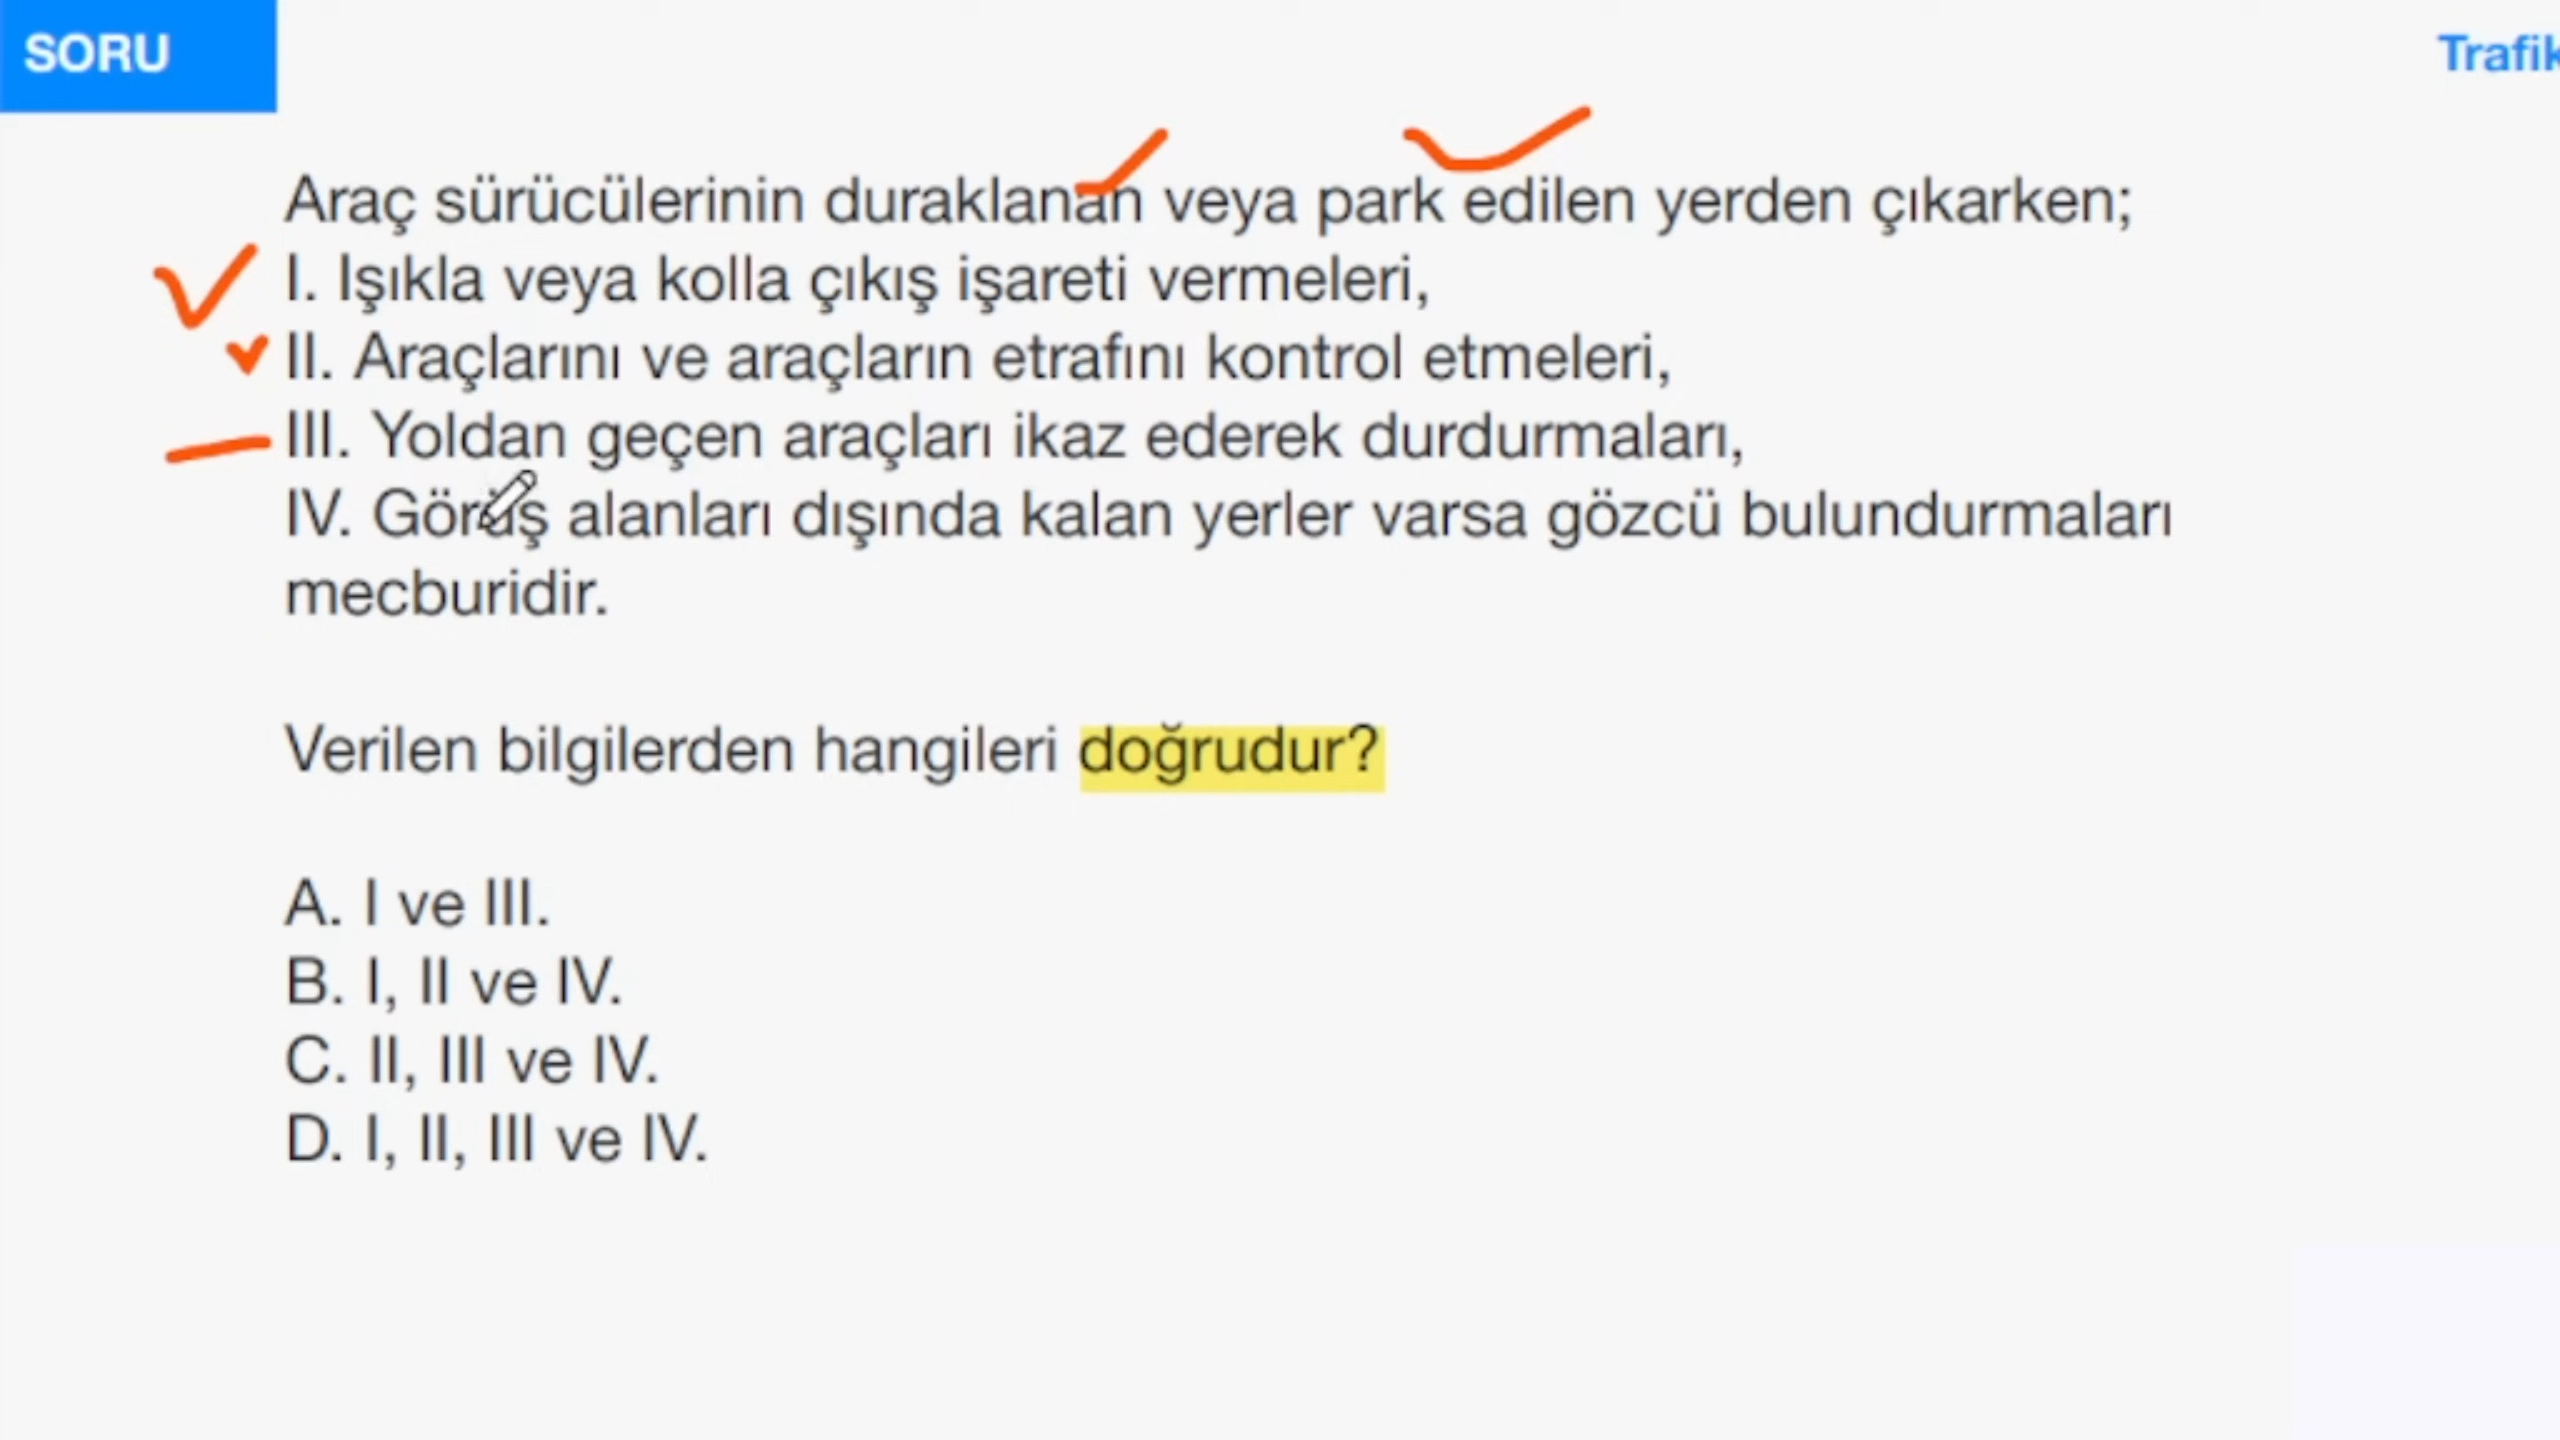 SORU
Trafik
Araç sürücülerinin duraklanan veya park edilen yerden çıkarken;
I. Işıkla veya kolla çıkış işareti vermeleri,
II. Araçlarını ve araçların etrafını kontrol etmeleri,
III. Yoldan geçen araçları ikaz ederek durdurmaları,
IV. Görüş alanları dışında kalan yerler varsa gözcü bulundurmaları
mecburidir.
Verilen bilgilerden hangileri doğrudur?
A. I ve III.
B. I, II ve IV.
C. II, III ve IV.
D. I, II, III ve IV.